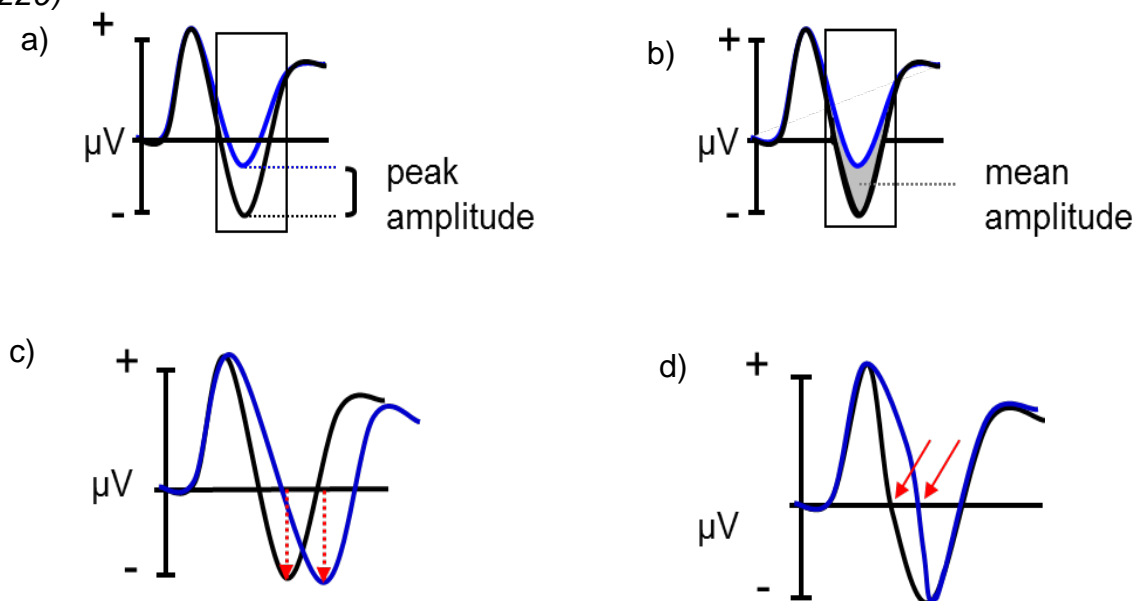 a)
+
µV
-
peak
amplitude
b)
+
µV
-
mean
amplitude
c)
+
µV
-
d)
+
µV
-